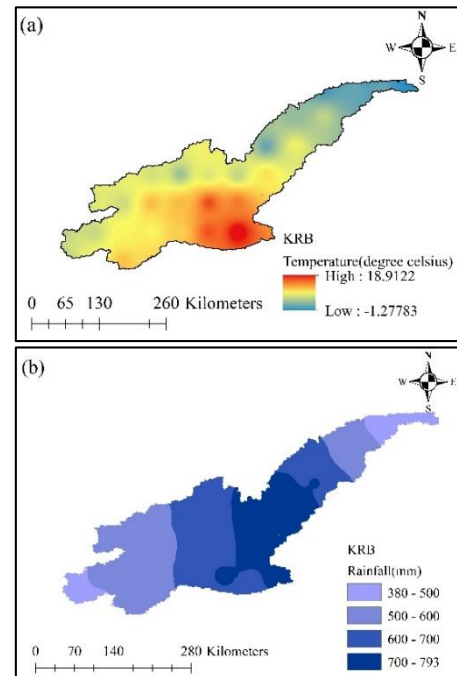 (a)
N
W E
S
KRB
Temperature(degree celsius)
High : 18.9122
Low : -1.27783
0 65 130 260 Kilometers
(b)
N
W E
S
KRB
Rainfall(mm)
380 - 500
500 - 600
600 - 700
700 - 793
0 70 140 280 Kilometers